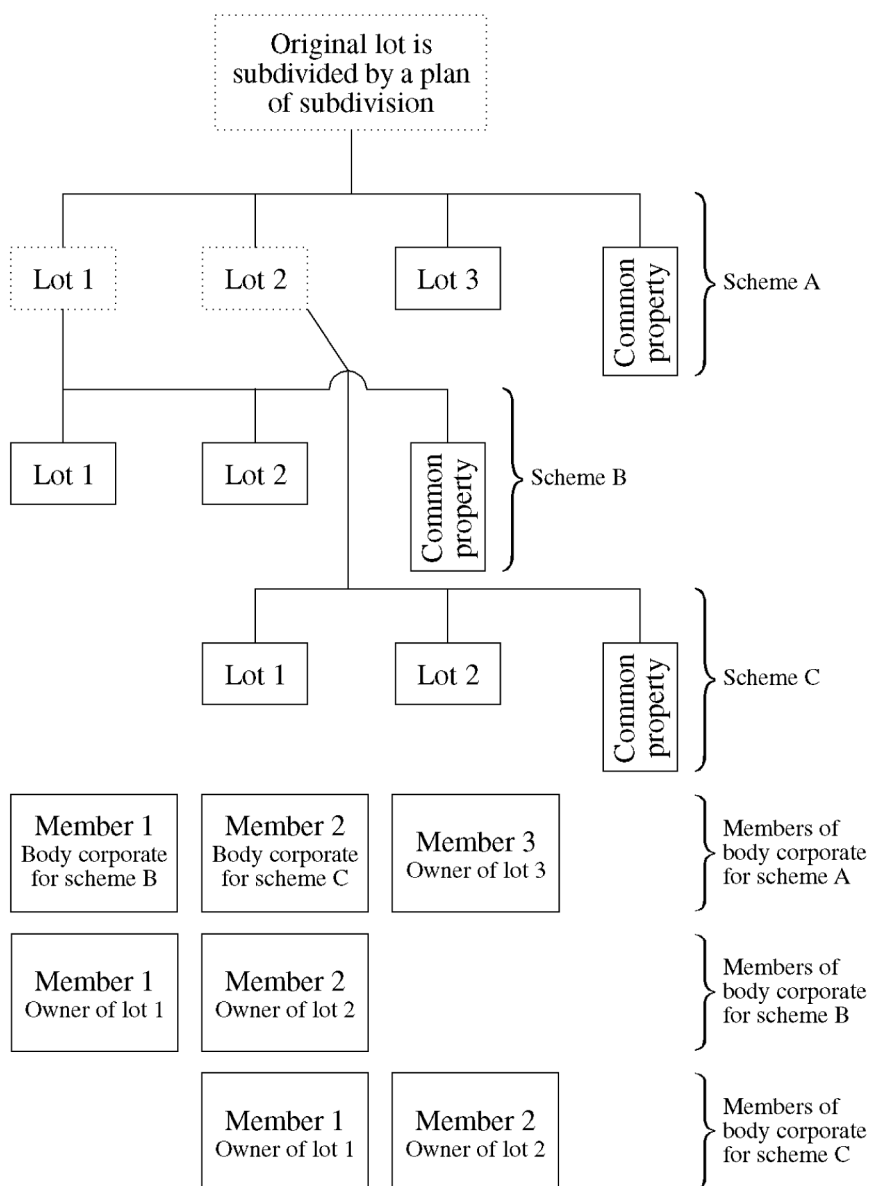 Original lot is
subdivided by a plan
of subdivision
Lot 1
Lot 2
Lot 3
Common
property
Scheme A
Lot 1
Lot 2
Common
property
Scheme B
Lot 1
Lot 2
Common
property
Scheme C
Member 1
Body corporate
for scheme B
Member 2
Body corporate
for scheme C
Member 3
Owner of lot 3
Members of
body corporate
for scheme A
Member 1
Owner of lot 1
Member 2
Owner of lot 2
Members of
body corporate
for scheme B
Member 1
Owner of lot 1
Member 2
Owner of lot 2
Members of
body corporate
for scheme C